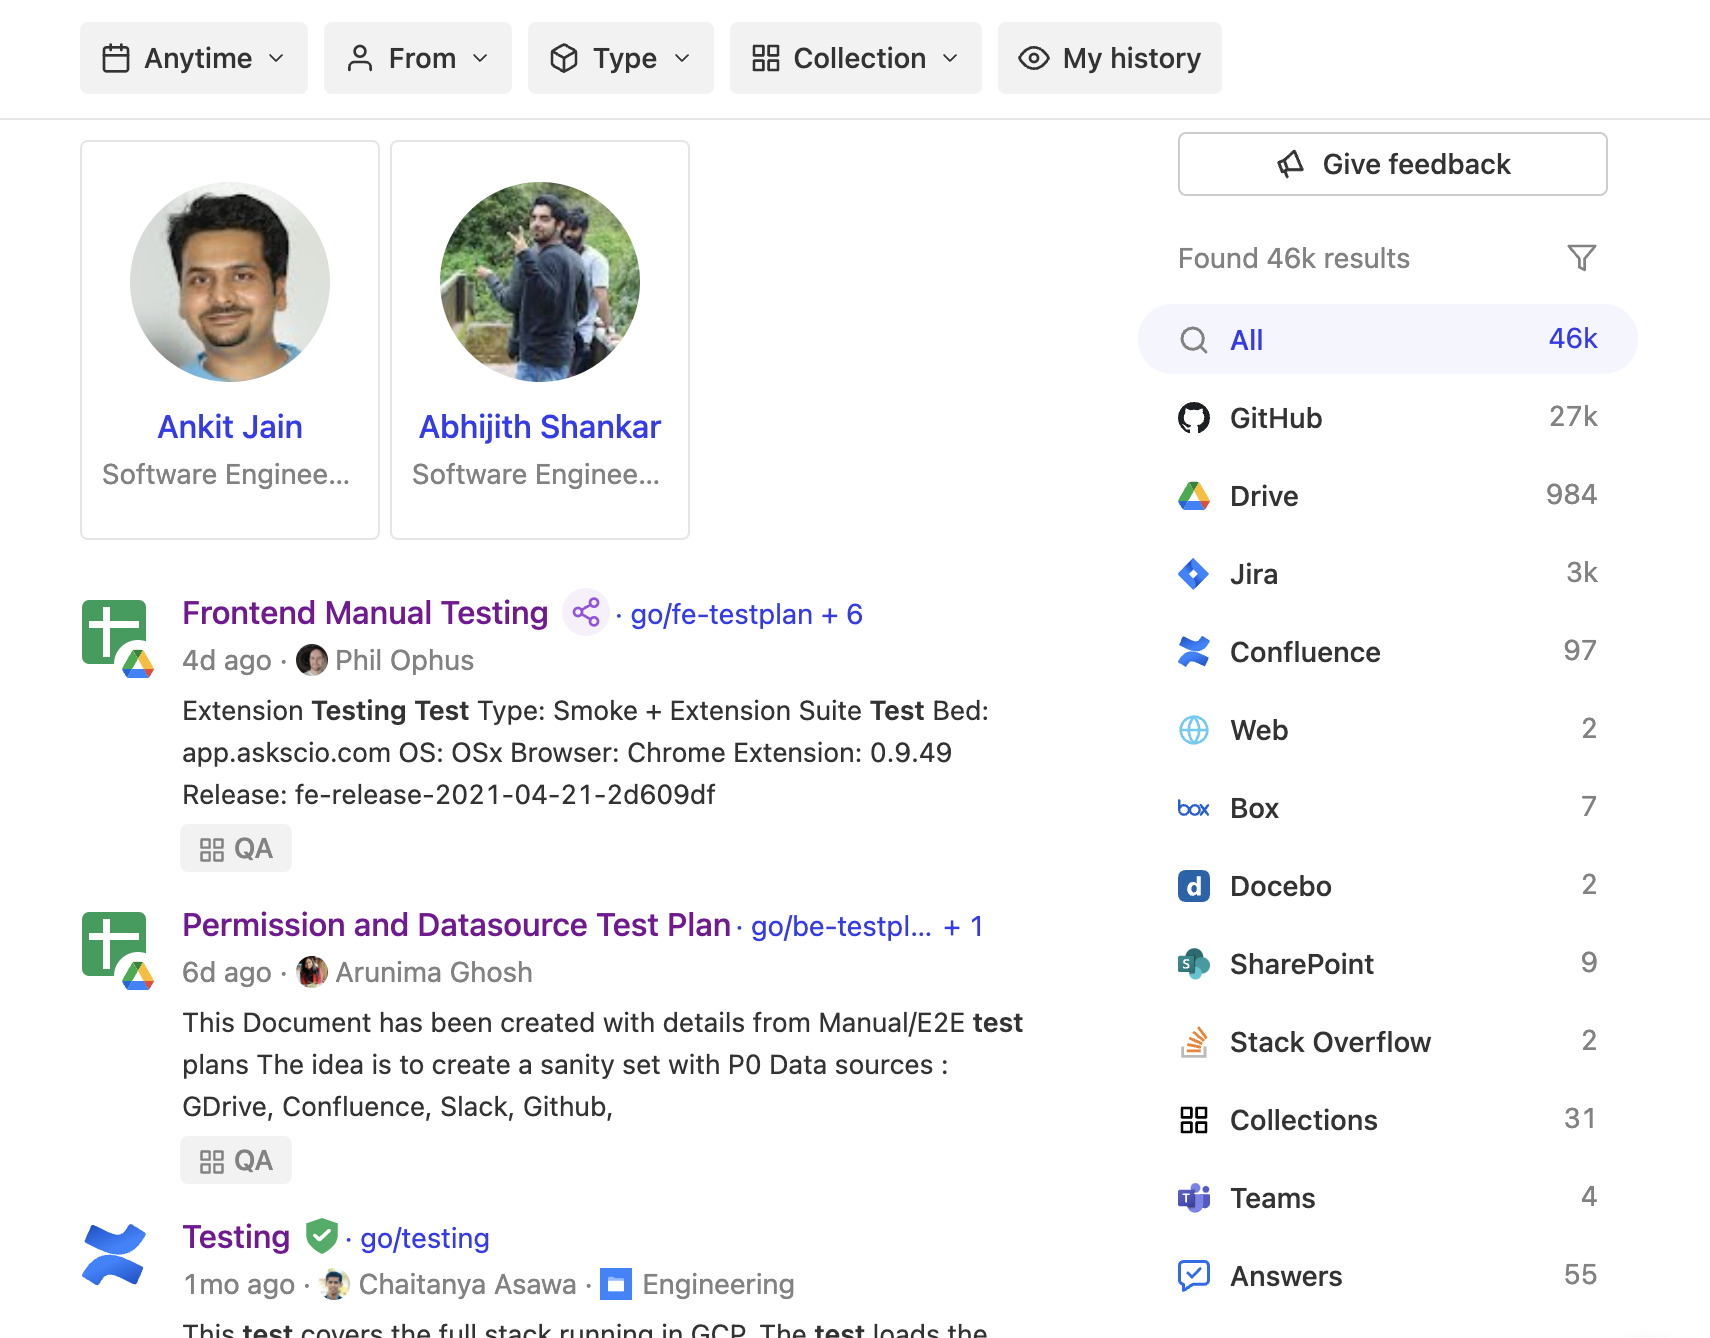 Anytime
From
Type
Collection
My history
Ankit Jain
Software Enginee...
Abhijith Shankar
Software Enginee...
Frontend Manual Testing · go/fe-testplan + 6
4d ago · Phil Ophus
Extension Testing Test Type: Smoke + Extension Suite Test Bed:
app.askscio.com OS: OSx Browser: Chrome Extension: 0.9.49
Release: fe-release-2021-04-21-2d609df
QA
Permission and Datasource Test Plan · go/be-testpl... + 1
6d ago · Arunima Ghosh
This Document has been created with details from Manual/E2E test
plans The idea is to create a sanity set with P0 Data sources :
GDrive, Confluence, Slack, Github,
QA
Testing · go/testing
1mo ago · Chaitanya Asawa · Engineering
This test covers the full stack running in GCP. The test loads the
Give feedback
Found 46k results
All 46k
GitHub 27k
Drive 984
Jira 3k
Confluence 97
Web 2
box Box 7
d Docebo 2
S SharePoint 9
Stack Overflow 2
Collections 31
T Teams 4
Answers 55